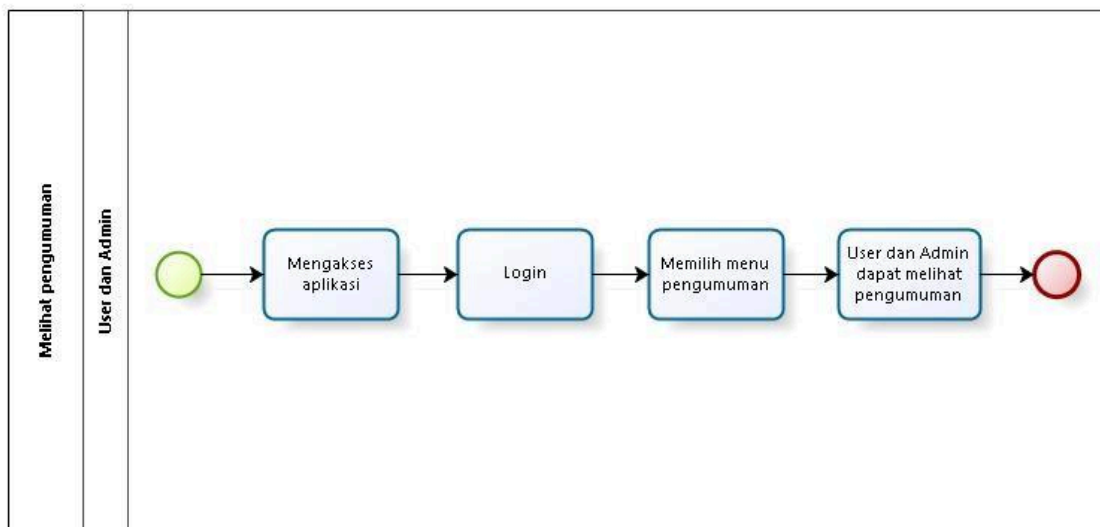 Melihat pengumuman
User dan Admin
Mengakses
aplikasi
Login
Memilih menu
pengumuman
User dan Admin
dapat melihat
pengumuman